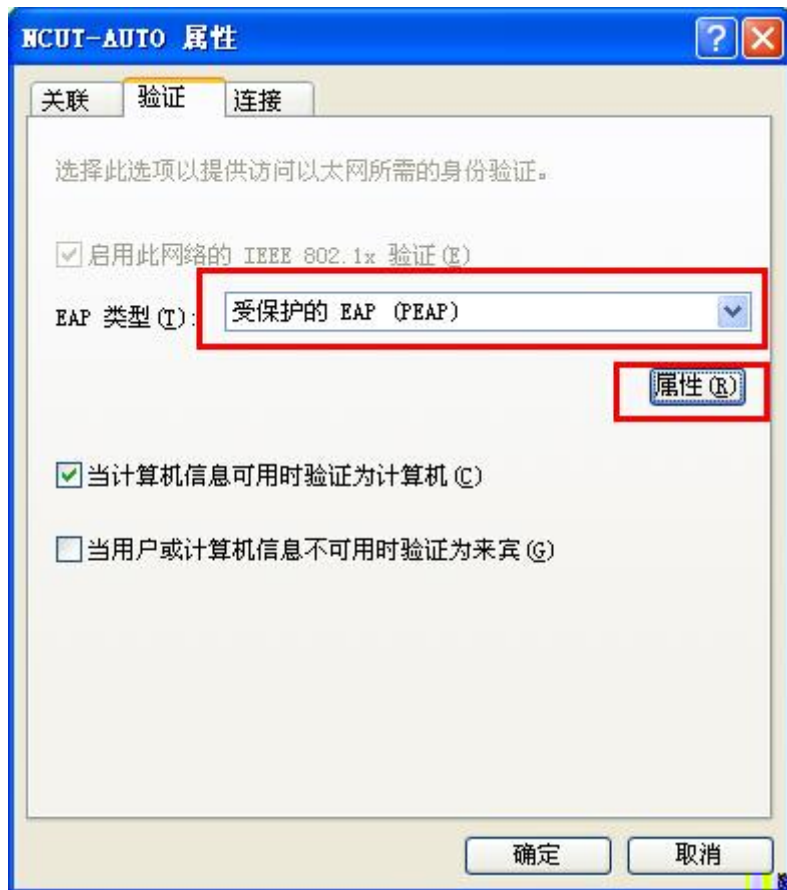 NCUT-AUTO 属性
关联 验证 连接
选择此选项以提供访问以太网所需的身份验证。
启用此网络的 IEEE 802.1x 验证(E)
EAP 类型(T): 受保护的 EAP (PEAP)
属性(R)
当计算机信息可用时验证为计算机(C)
当用户或计算机信息不可用时验证为来宾(G)
确定 取消